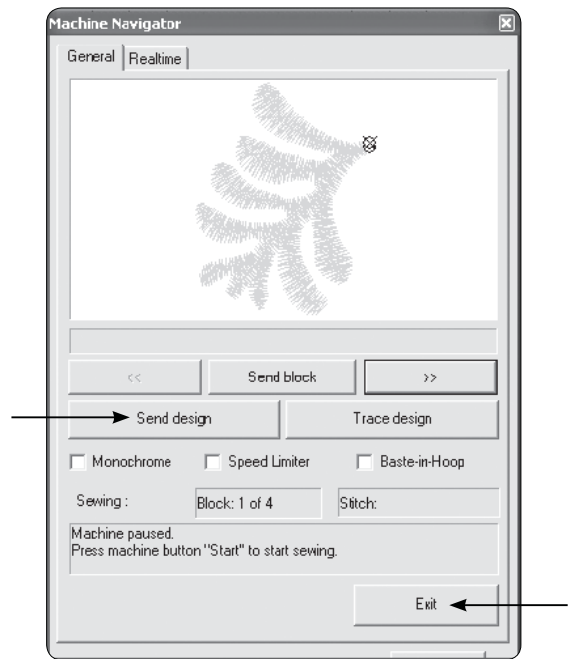 Machine Navigator
General Realtime
<< Send block >>
Send design Trace design
Monochrome Speed Limiter Baste-in-Hoop
Sewing : Block: 1 of 4 Stitch:
Machine paused.
Press machine button "Start" to start sewing.
Exit